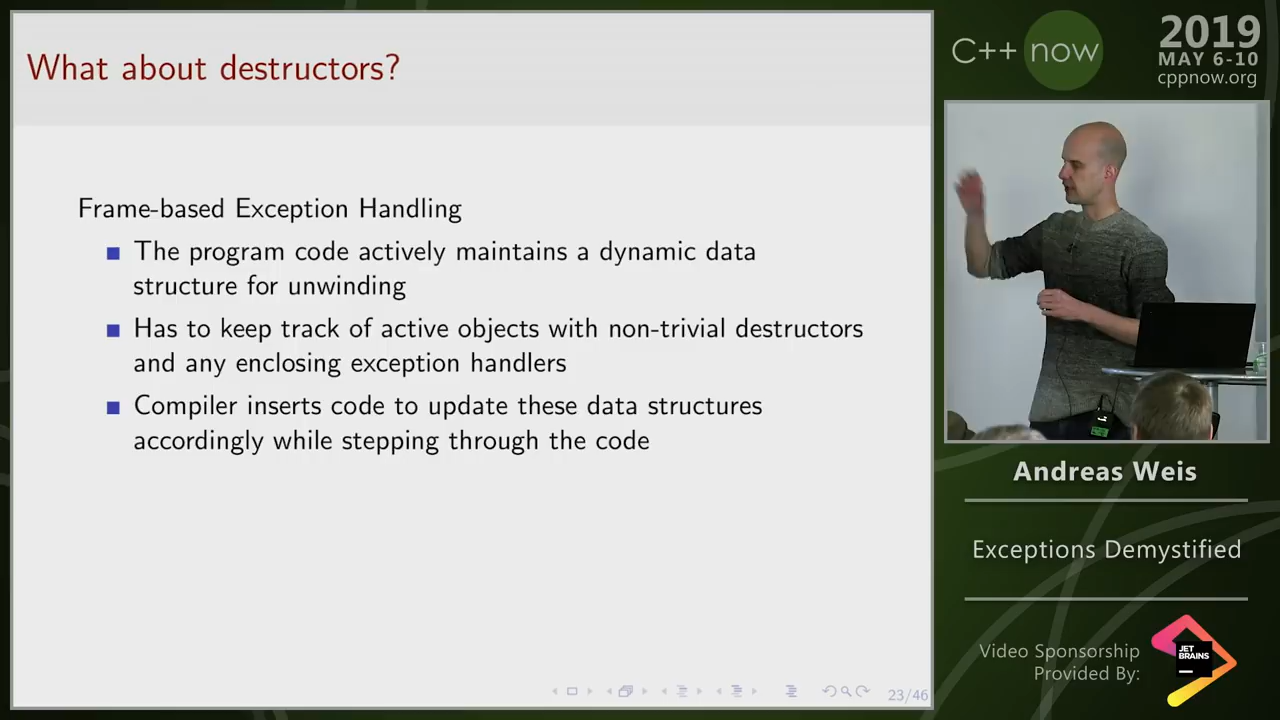 What about destructors?
Frame-based Exception Handling
The program code actively maintains a dynamic data
structure for unwinding
Has to keep track of active objects with non-trivial destructors
and any enclosing exception handlers
Compiler inserts code to update these data structures
accordingly while stepping through the code
23/46
C++ now
2019
MAY 6-10
cppnow.org
Andreas Weis
Exceptions Demystified
Video Sponsorship
Provided By:
JET
BRAINS